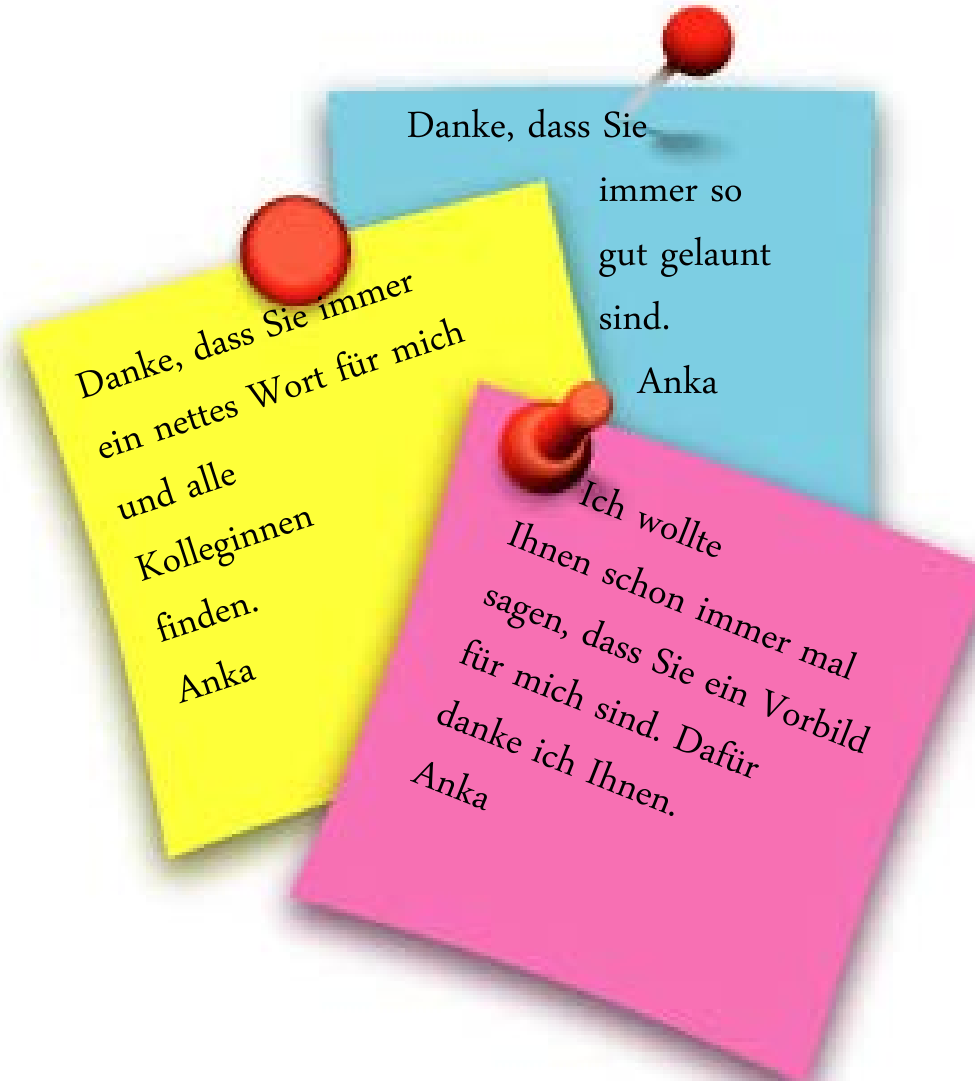 Danke, dass Sie
immer so
gut gelaunt
sind.
Anka
Danke, dass Sie immer
ein nettes Wort für mich
und alle
Kolleginnen
finden.
Anka
Ich wollte
Ihnen schon immer mal
sagen, dass Sie ein Vorbild
für mich sind. Dafür
danke ich Ihnen.
Anka